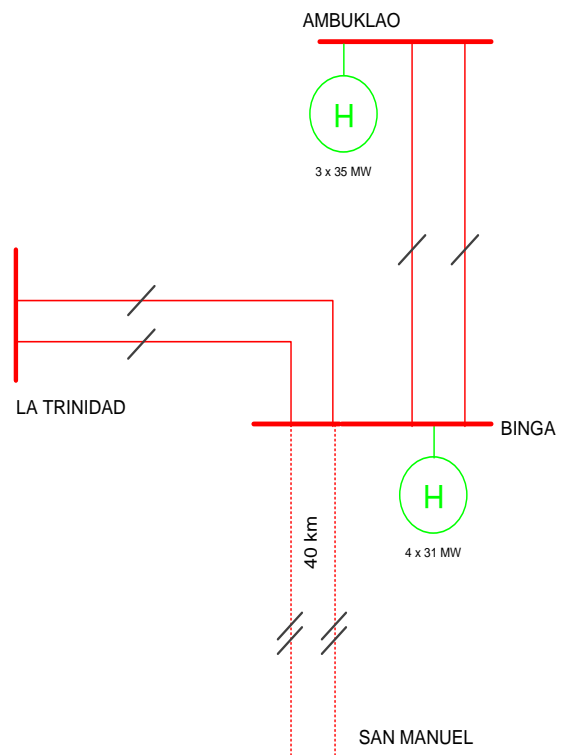 AMBUKLAO
H
3 x 35 MW
LA TRINIDAD
BINGA
H
4 x 31 MW
40 km
SAN MANUEL